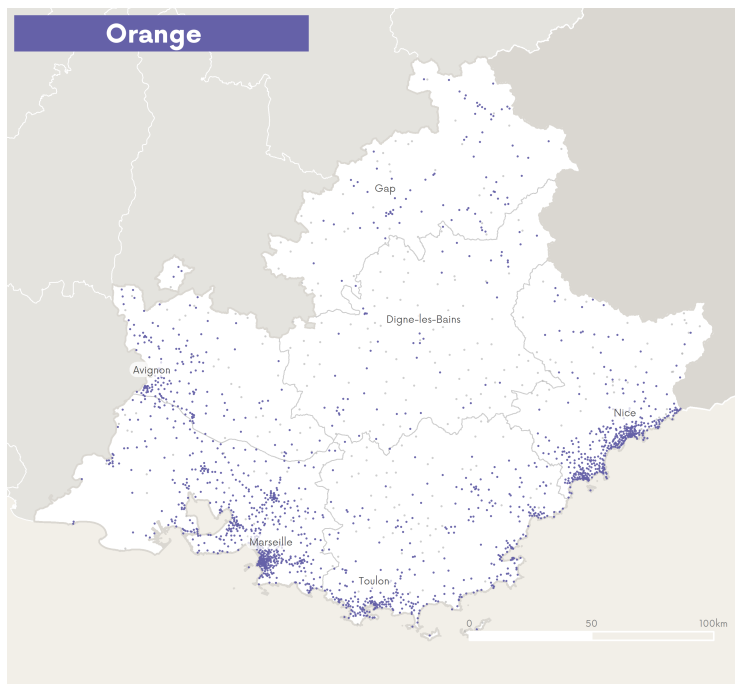 Orange
Gap
Digne-les-Bains
Avignon
Nice
Marseille
Toulon
0 50 100km